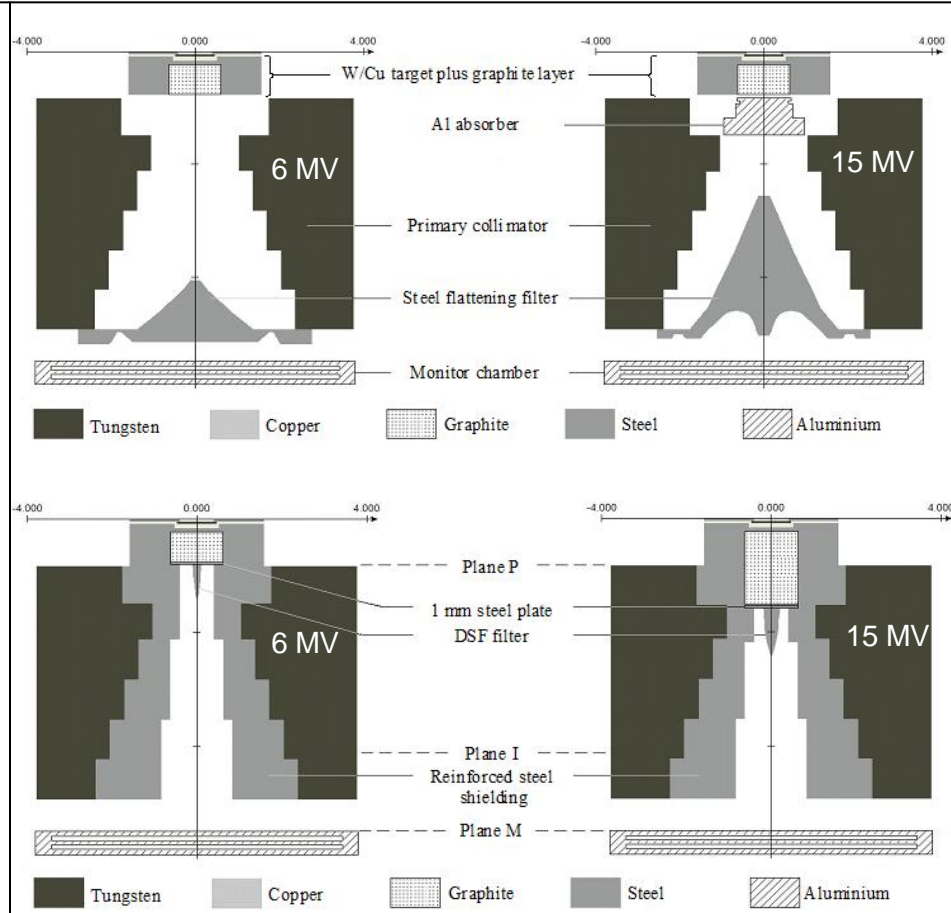 -4.000 0.000 4.000 -4.000 0.000 4.000
W/Cu target plus graphite layer
Al absorber
6 MV 15 MV
Primary collimator
Steel flattening filter
Monitor chamber
Tungsten Copper Graphite Steel Aluminium
-4.000 0.000 4.000 -4.000 0.000 4.000
Plane P
1 mm steel plate
DSF filter
6 MV 15 MV
Plane I
Reinforced steel
shielding
Plane M
Tungsten Copper Graphite Steel Aluminium